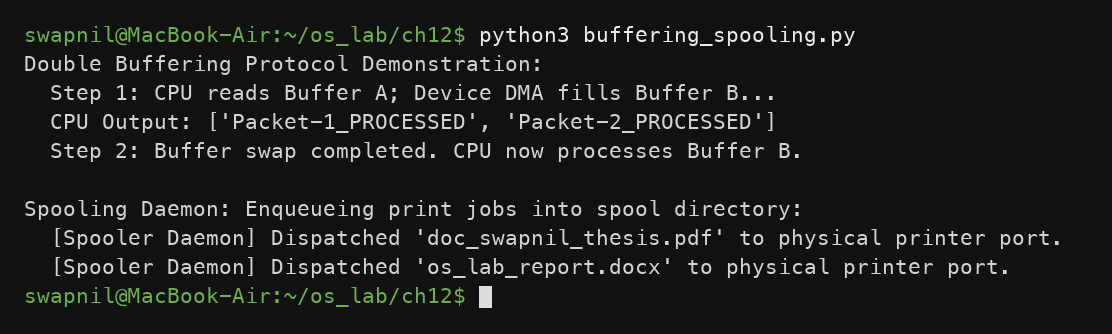 swapnil@MacBook-Air:~/os_lab/ch12$ python3 buffering_spooling.py
Double Buffering Protocol Demonstration:
  Step 1: CPU reads Buffer A; Device DMA fills Buffer B...
  CPU Output: ['Packet-1_PROCESSED', 'Packet-2_PROCESSED']
  Step 2: Buffer swap completed. CPU now processes Buffer B.

Spooling Daemon: Enqueueing print jobs into spool directory:
  [Spooler Daemon] Dispatched 'doc_swapnil_thesis.pdf' to physical printer port.
  [Spooler Daemon] Dispatched 'os_lab_report.docx' to physical printer port.
swapnil@MacBook-Air:~/os_lab/ch12$